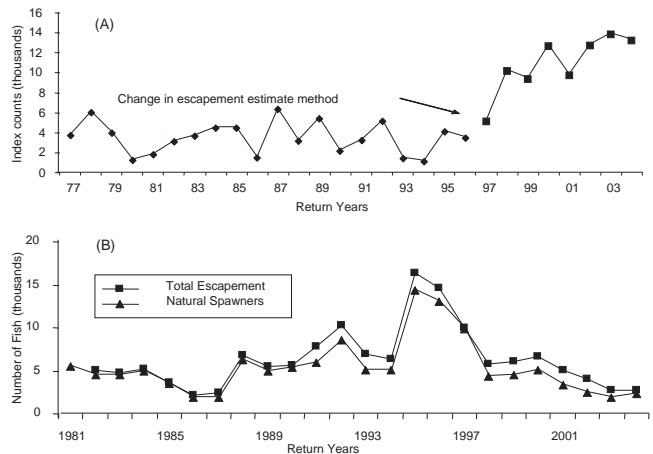 (A)
16
14
12
10
8
6
4
2
0
Index counts (thousands)
Change in escapement estimate method
77 79 81 83 85 87 89 91 93 95 97 99 01 03
Return Years
(B)
20
15
10
5
0
Number of Fish (thousands)
Total Escapement
Natural Spawners
1981 1985 1989 1993 1997 2001
Return Years